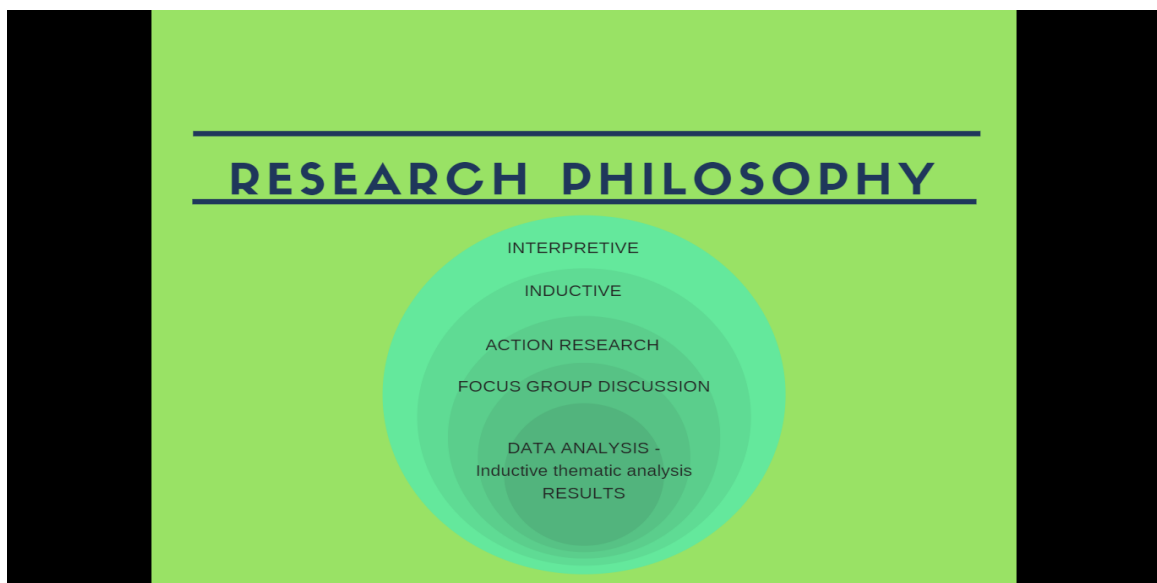 RESEARCH PHILOSOPHY
INTERPRETIVE
INDUCTIVE
ACTION RESEARCH
FOCUS GROUP DISCUSSION
DATA ANALYSIS -
Inductive thematic analysis
RESULTS